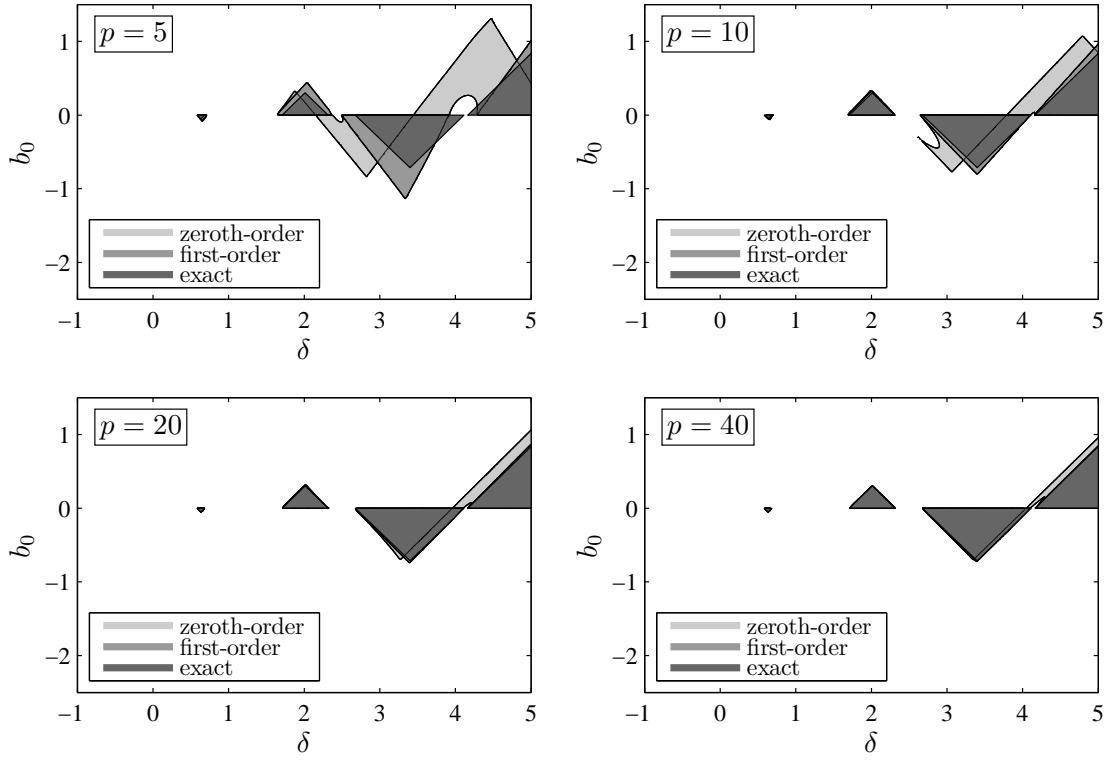 p = 5
1
0
−1
−2
b0
zeroth-order
first-order
exact
−1 0 1 2 3 4 5
δ
p = 10
1
0
−1
−2
b0
zeroth-order
first-order
exact
−1 0 1 2 3 4 5
δ
p = 20
1
0
−1
−2
b0
zeroth-order
first-order
exact
−1 0 1 2 3 4 5
δ
p = 40
1
0
−1
−2
b0
zeroth-order
first-order
exact
−1 0 1 2 3 4 5
δ